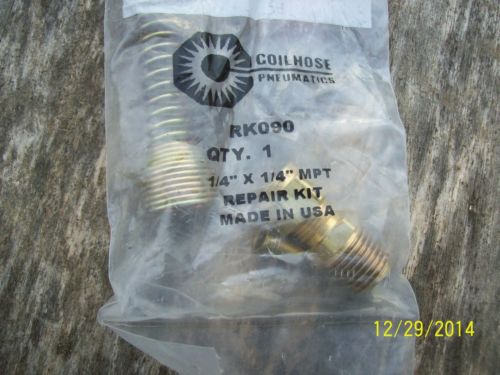 COILHOSE
PNEUMATICS
RK090
QTY. 1
1/4" X 1/4" MPT
REPAIR KIT
MADE IN USA
12/29/2014